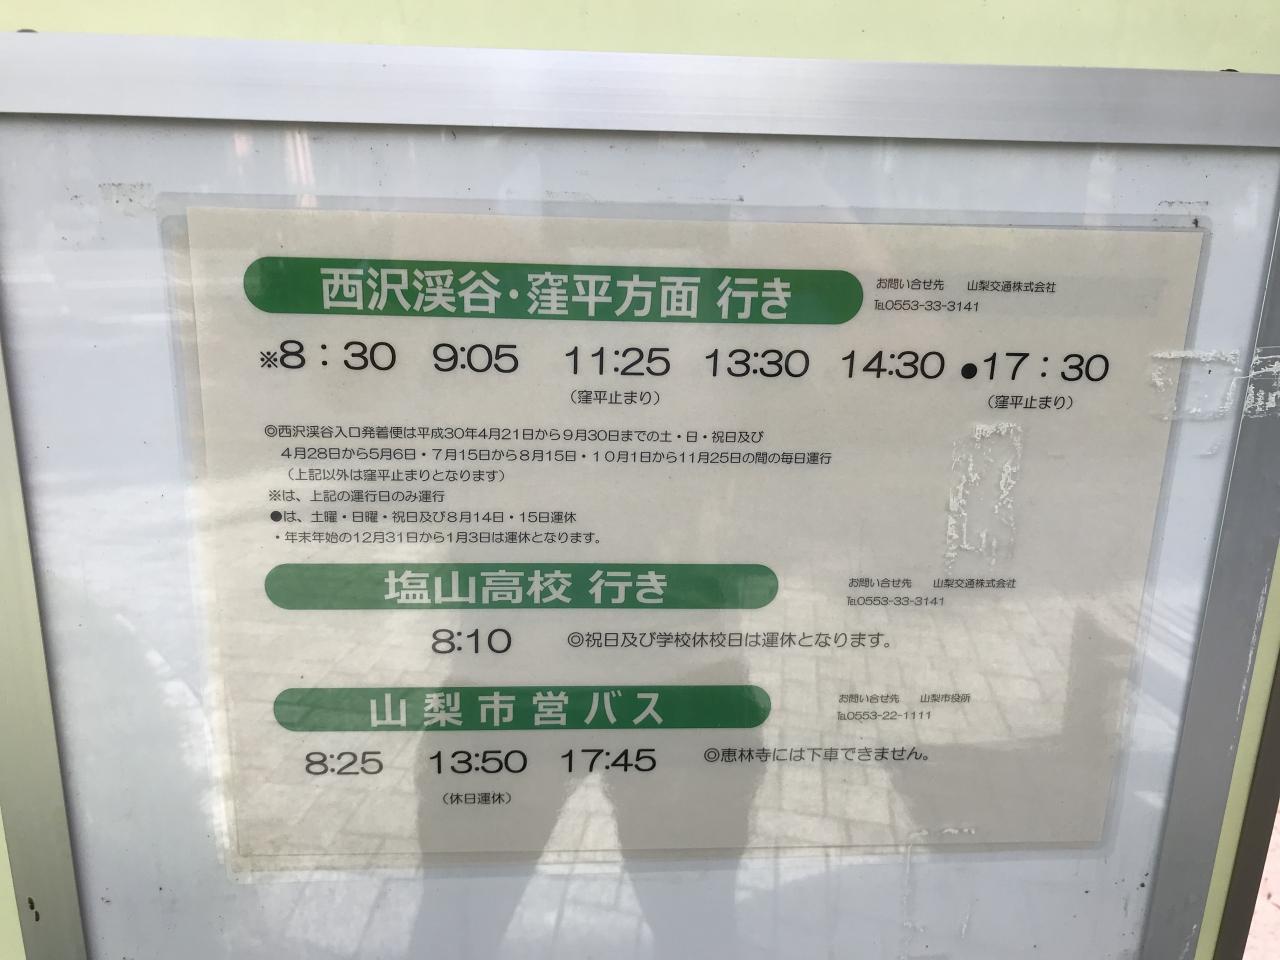 西沢渓谷・窪平方面 行き
お問い合せ先 山梨交通株式会社
℡0553-33-3141
※8：30 9:05 11:25 13:30 14:30 ●17：30
(窪平止まり) (窪平止まり)
◎西沢渓谷入口発着便は平成30年4月21日から9月30日までの土・日・祝日及び
4月28日から5月6日・7月15日から8月15日・10月1日から11月25日の間の毎日運行
(上記以外は窪平止まりとなります)
※は、上記の運行日のみ運行
●は、土曜・日曜・祝日及び8月14日・15日運休
・年末年始の12月31日から1月3日は運休となります。
塩山高校 行き
お問い合せ先 山梨交通株式会社
℡0553-33-3141
8:10 ◎祝日及び学校休校日は運休となります。
山梨市営バス
お問い合せ先 山梨市役所
℡0553-22-1111
8:25 13:50 17:45 ◎恵林寺には下車できません。
(休日運休)